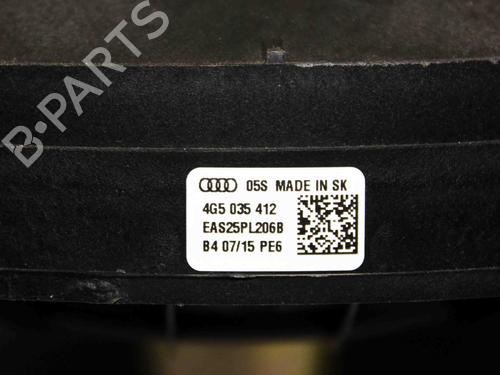 B·PARTS
05S MADE IN SK
4G5 035 412
EAS25PL206B
B4 07/15 PE6